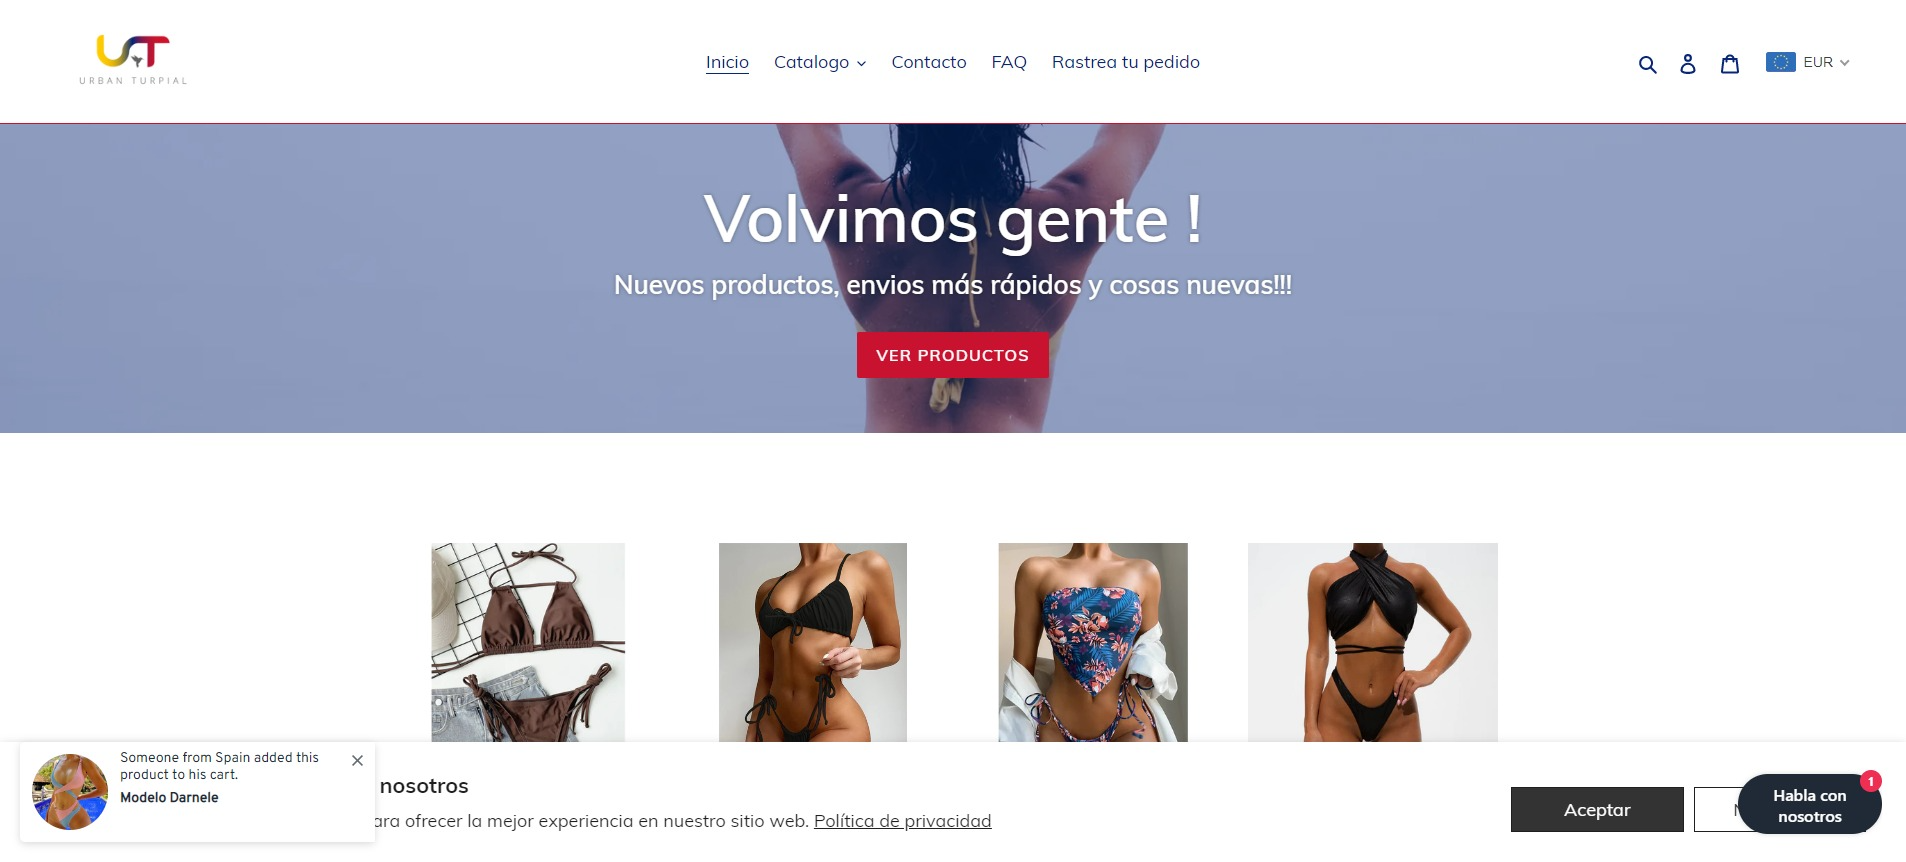 UST
URBAN TURPIAL
Inicio
Catalogo
Contacto
FAQ
Rastrea tu pedido
EUR
Volvimos gente !
Nuevos productos, envios más rápidos y cosas nuevas!!!
VER PRODUCTOS
Someone from Spain added this
product to his cart.
Modelo Darnele
nosotros
ara ofrecer la mejor experiencia en nuestro sitio web. Política de privacidad
Aceptar
1
Habla con
nosotros